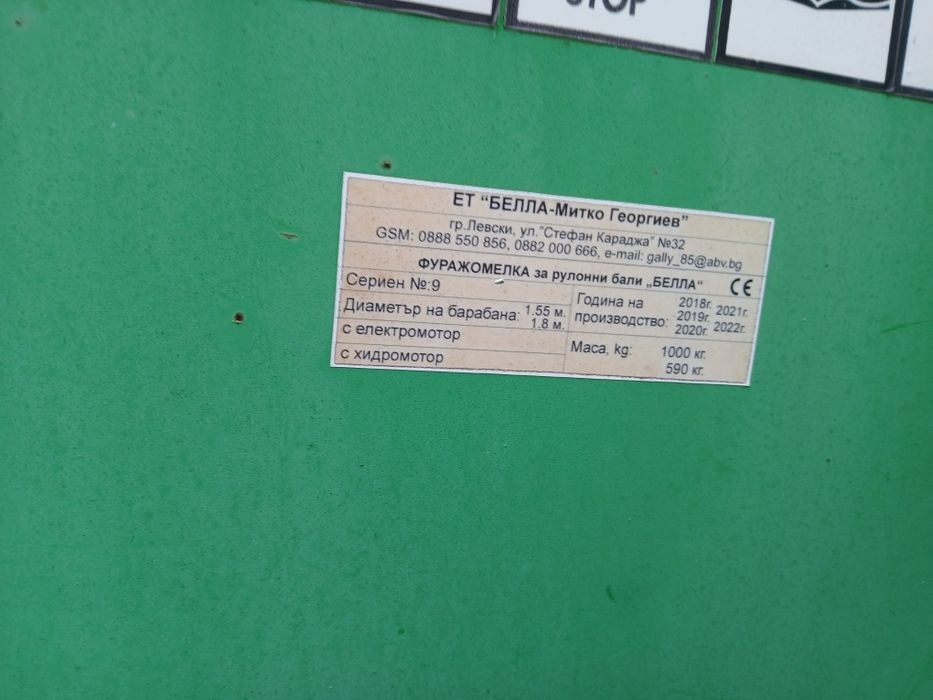 STOP
ЕТ “БЕЛЛА-Митко Георгиев”
гр.Левски, ул.”Стефан Караджа” №32
GSM: 0888 550 856, 0882 000 666, e-mail: gally_85@abv.bg
ФУРАЖОМЕЛКА за рулонни бали „БЕЛЛА“ CE
Сериен №:9
Диаметър на барабана: 1.55 м.
1.8 м.
с електромотор
с хидромотор
Година на производство: 2018г. 2021г.
2019г. 2022г.
2020г.
Маса, kg: 1000 кг.
590 кг.